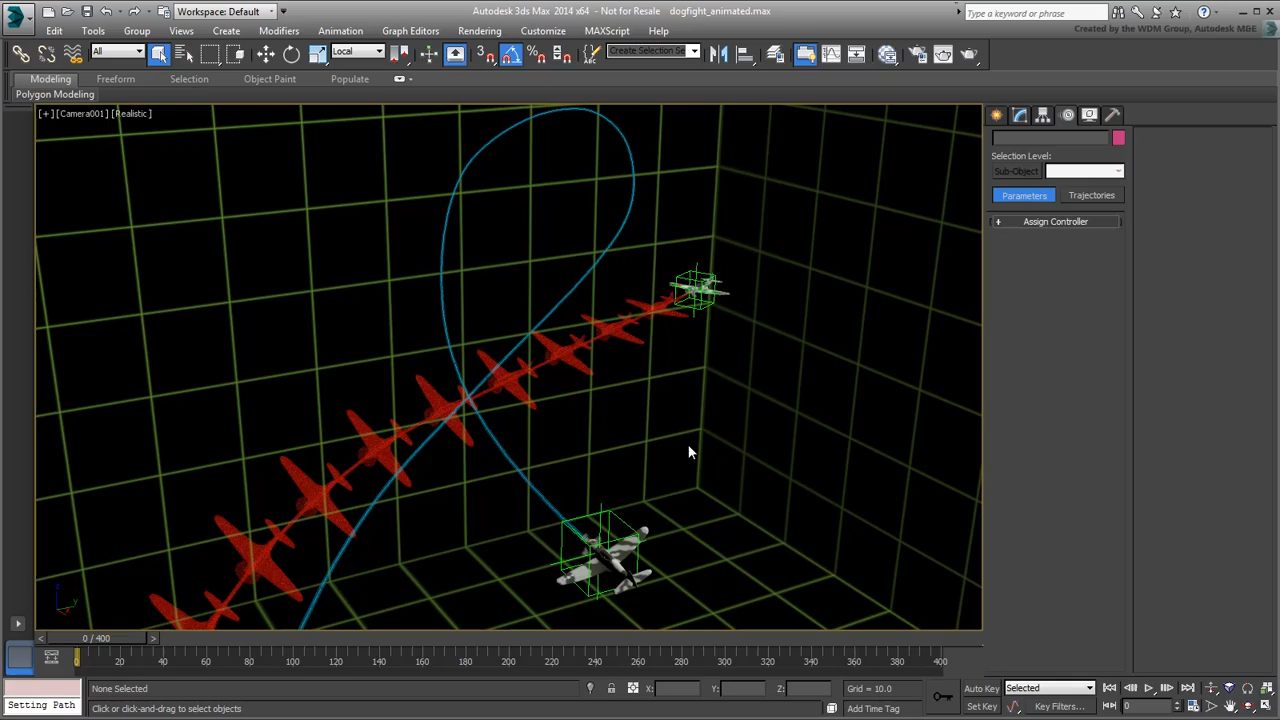 Workspace: Default
Autodesk 3ds Max 2014 x64 - Not for Resale dogfight_animated.max
Type a keyword or phrase
Edit Tools Group Views Create Modifiers Animation Graph Editors Rendering Customize MAXScript Help
Created by the WDM Group, Autodesk MBE
All
Local
3
%
Create Selection Se
ABC
Modeling Freeform Selection Object Paint Populate
Polygon Modeling
[+] [Camera001] [Realistic ]
Selection Level:
Sub-Object
Parameters Trajectories
+ Assign Controller
z
y
x
< 0 / 400 >
0 20 40 60 80 100 120 140 160 180 200 220 240 260 280 300 320 340 360 380 400
None Selected
X: Y: Z: Grid = 10.0
Auto Key Selected
Setting Path
Click or click-and-drag to select objects
Add Time Tag
Set Key Key Filters... 0